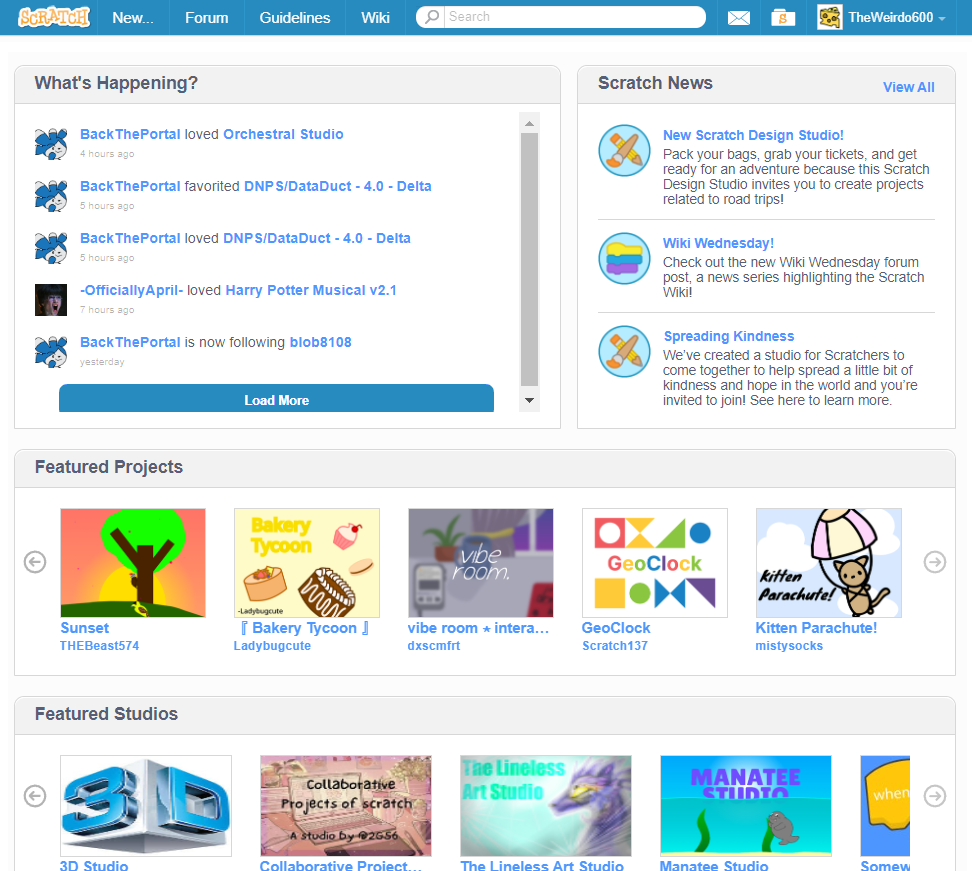 SCRATCH New... Forum Guidelines Wiki Search TheWeirdo600
What's Happening?
BackThePortal loved Orchestral Studio
4 hours ago
BackThePortal favorited DNPS/DataDuct - 4.0 - Delta
5 hours ago
BackThePortal loved DNPS/DataDuct - 4.0 - Delta
5 hours ago
-OfficiallyApril- loved Harry Potter Musical v2.1
7 hours ago
BackThePortal is now following blob8108
yesterday
Load More
Scratch News View All
New Scratch Design Studio!
Pack your bags, grab your tickets, and get
ready for an adventure because this Scratch
Design Studio invites you to create projects
related to road trips!
Wiki Wednesday!
Check out the new Wiki Wednesday forum
post, a news series highlighting the Scratch
Wiki!
Spreading Kindness
We've created a studio for Scratchers to
come together to help spread a little bit of
kindness and hope in the world and you're
invited to join! See here to learn more.
Featured Projects
Bakery
Tycoon
-Ladybugcute
vibe
room.
GeoClock
Kitten
Parachute!
Sunset 『 Bakery Tycoon 』 vibe room ⋆ intera... GeoClock Kitten Parachute!
THEBeast574 Ladybugcute dxscmfrt Scratch137 mistysocks
Featured Studios
3D
Collaborative
Projects of scratch
A studio by @2G56
The Lineless
Art Studio
MANATEE
STUDIO
when
3D Studio Collaborative Project... The Lineless Art Studio Manatee Studio Somew